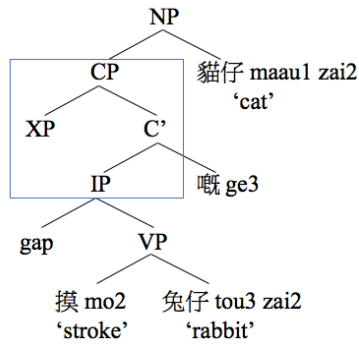 NP
CP
貓仔 maau1 zai2
‘cat’
XP
C’
IP
嘅 ge3
gap
VP
摸 mo2
‘stroke’
兔仔 tou3 zai2
‘rabbit’